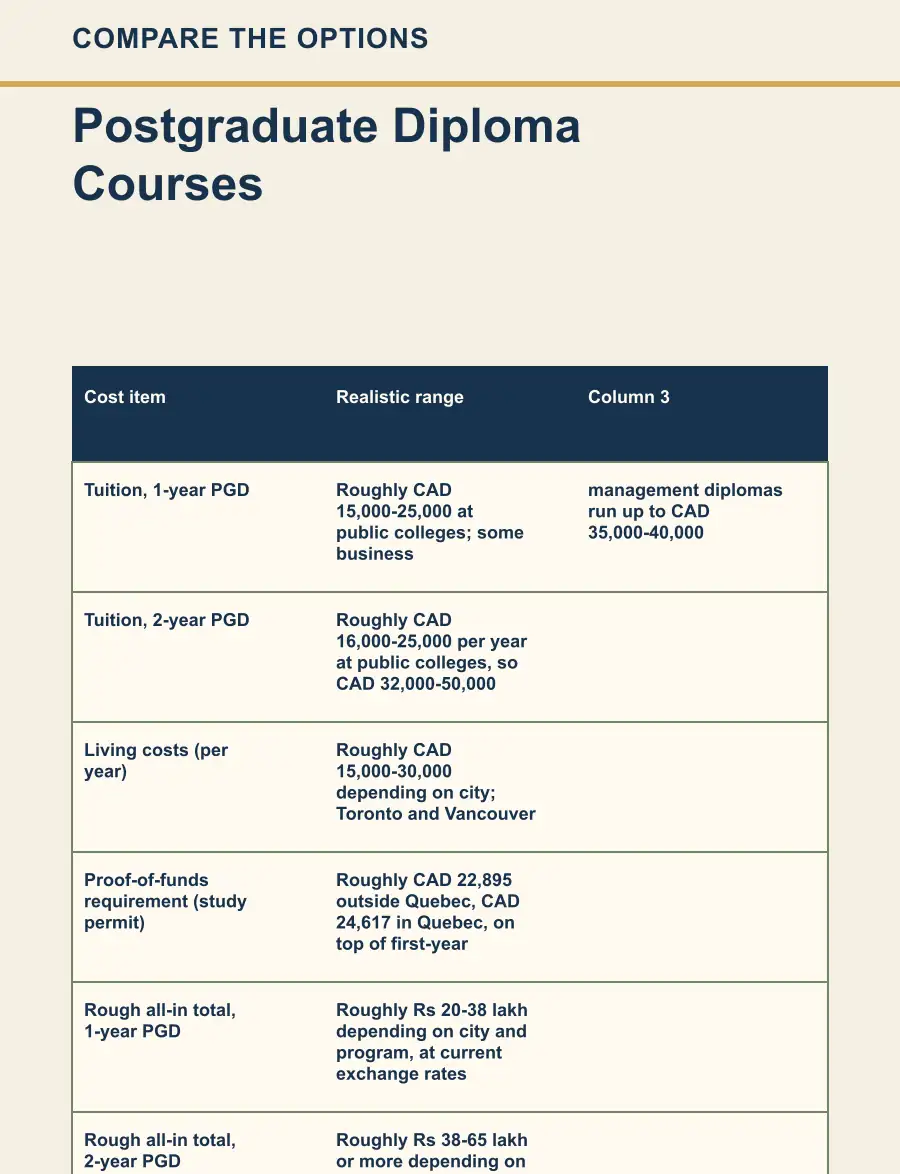 COMPARE THE OPTIONS
Postgraduate Diploma
Courses
Cost item
Realistic range
Column 3
Tuition, 1-year PGD
Roughly CAD
15,000-25,000 at
public colleges; some
business
management diplomas
run up to CAD
35,000-40,000
Tuition, 2-year PGD
Roughly CAD
16,000-25,000 per year
at public colleges, so
CAD 32,000-50,000
Living costs (per
year)
Roughly CAD
15,000-30,000
depending on city;
Toronto and Vancouver
Proof-of-funds
requirement (study
permit)
Roughly CAD 22,895
outside Quebec, CAD
24,617 in Quebec, on
top of first-year
Rough all-in total,
1-year PGD
Roughly Rs 20-38 lakh
depending on city and
program, at current
exchange rates
Rough all-in total,
2-year PGD
Roughly Rs 38-65 lakh
or more depending on